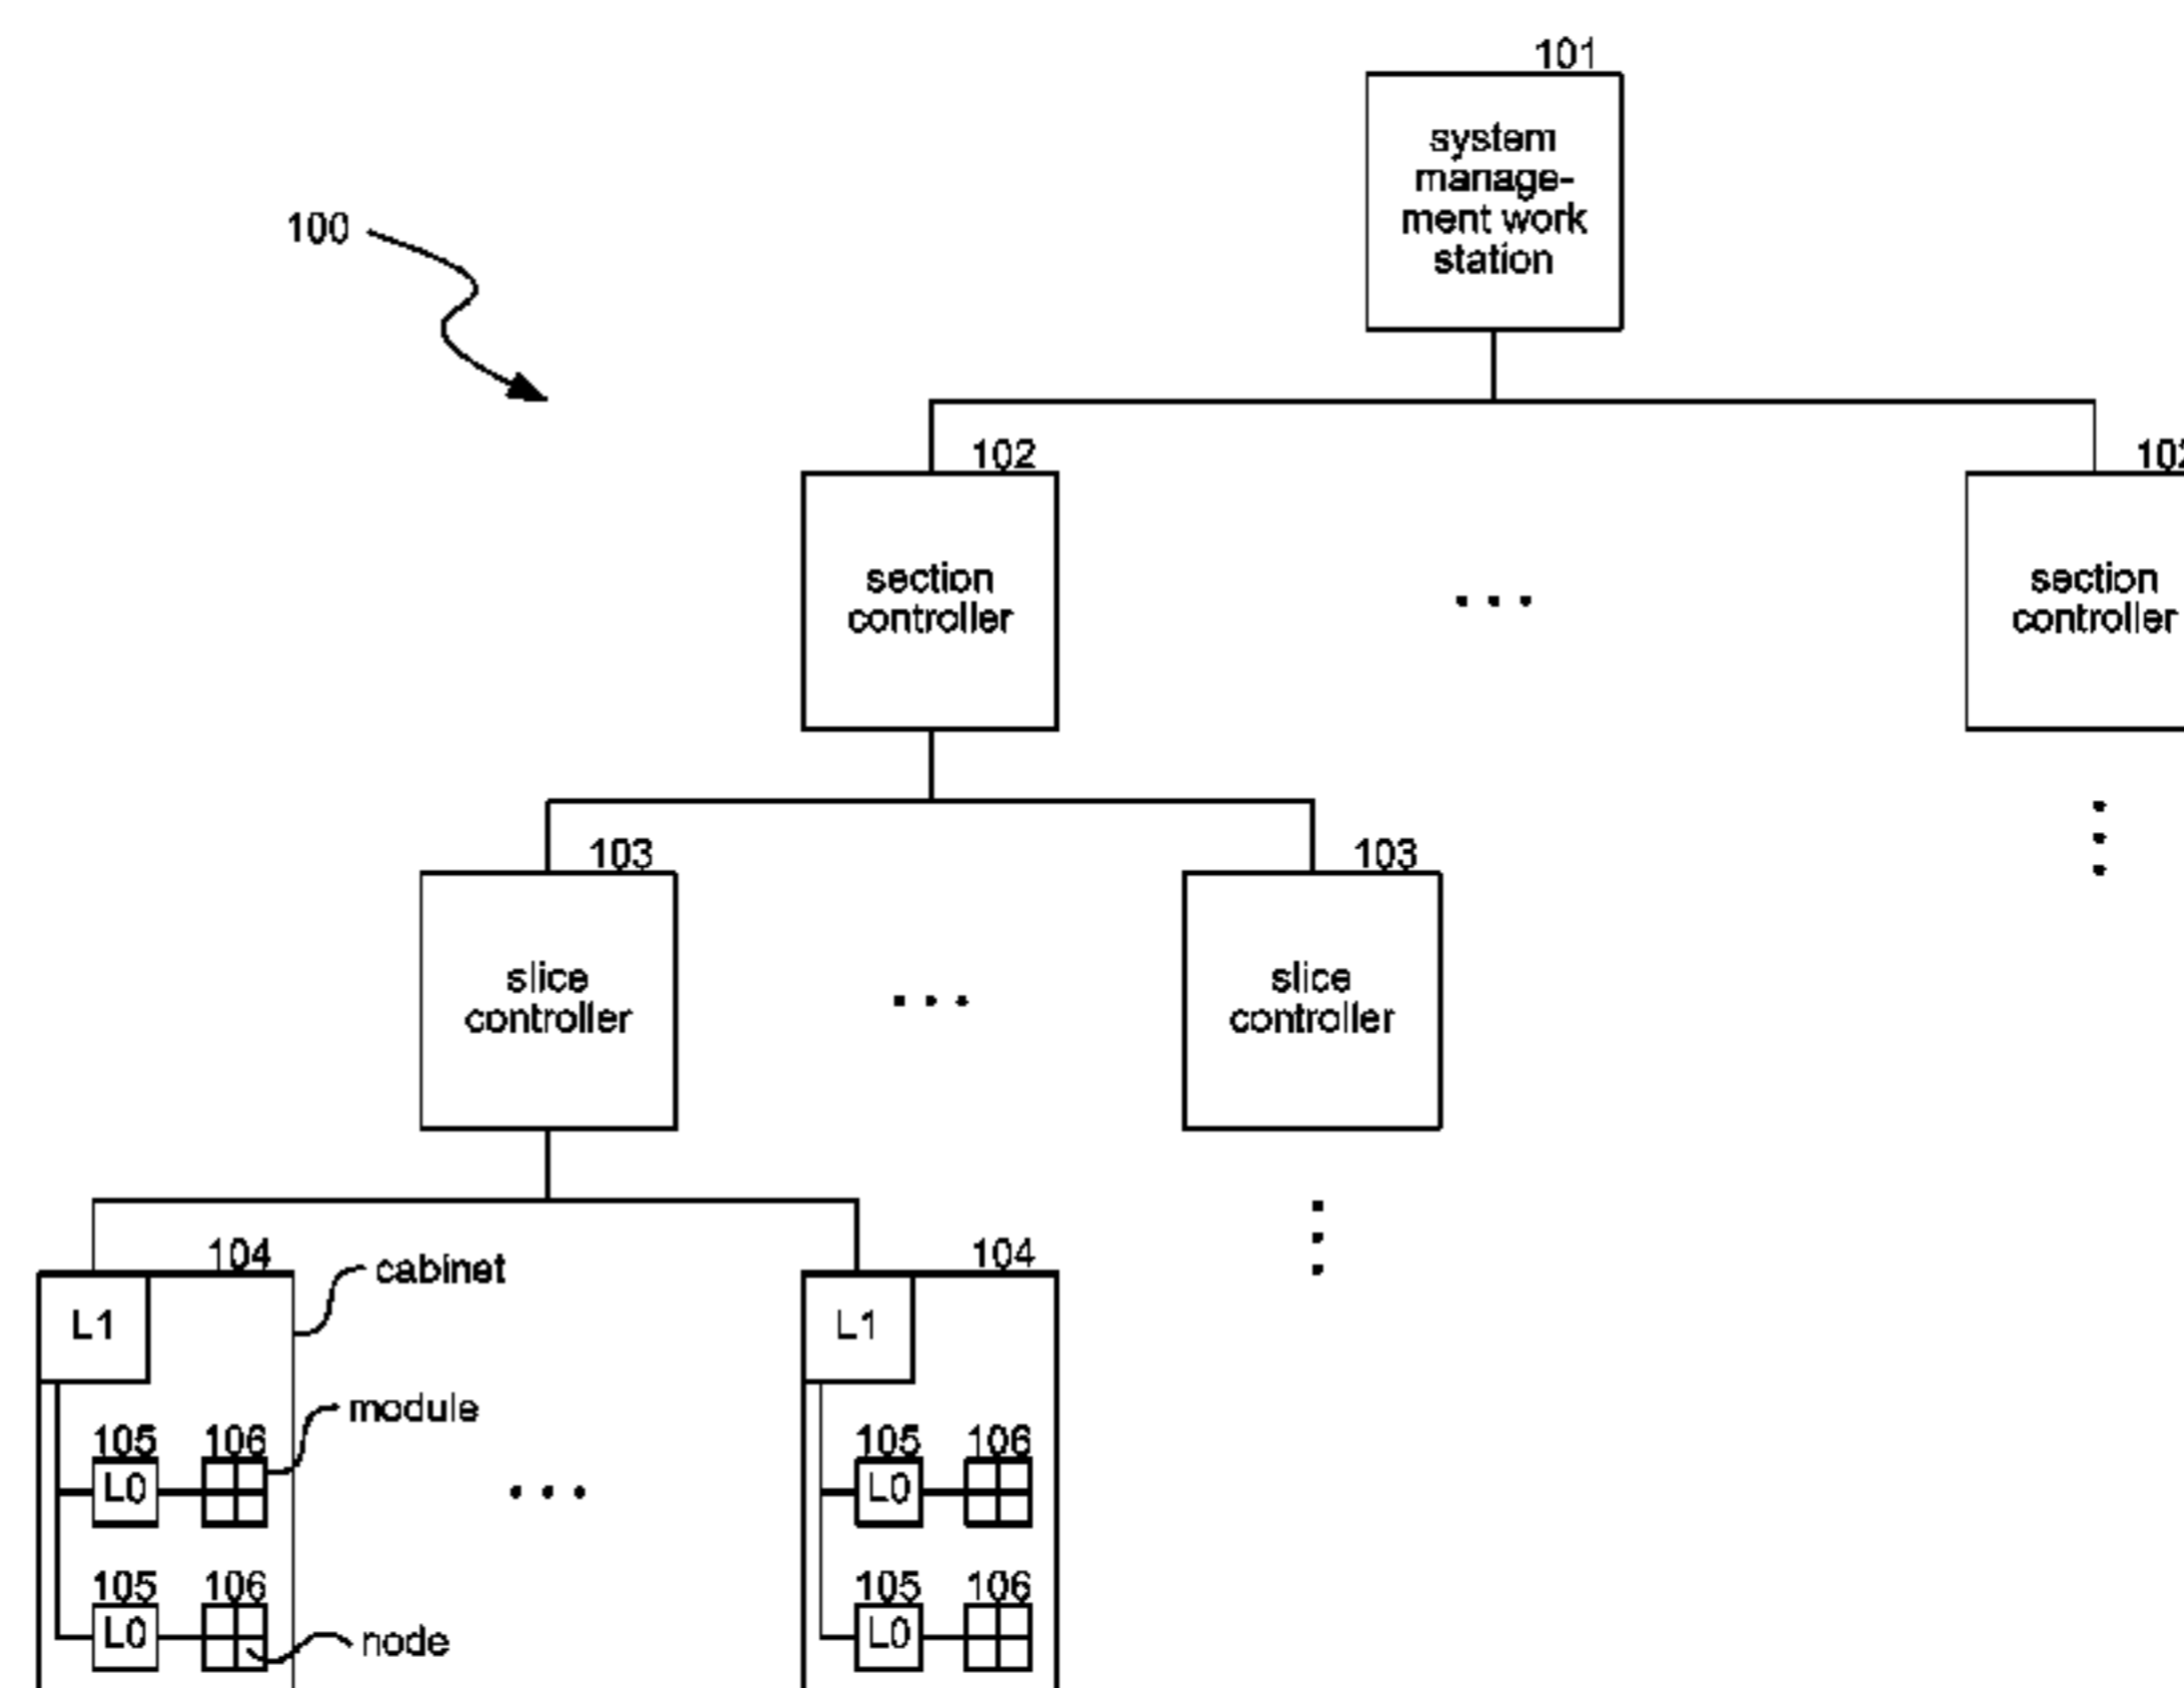 101
system
manage-
ment work
station
100
102
section
controller
102
section
controller
103
slice
controller
103
slice
controller
104
cabinet
L1
module
105
106
L0
105
106
L0
node
104
L1
105
106
L0
105
106
L0